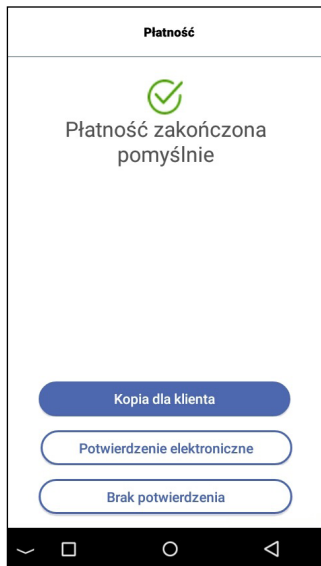 Płatność
Płatność zakończona
pomyślnie
Kopia dla klienta
Potwierdzenie elektroniczne
Brak potwierdzenia